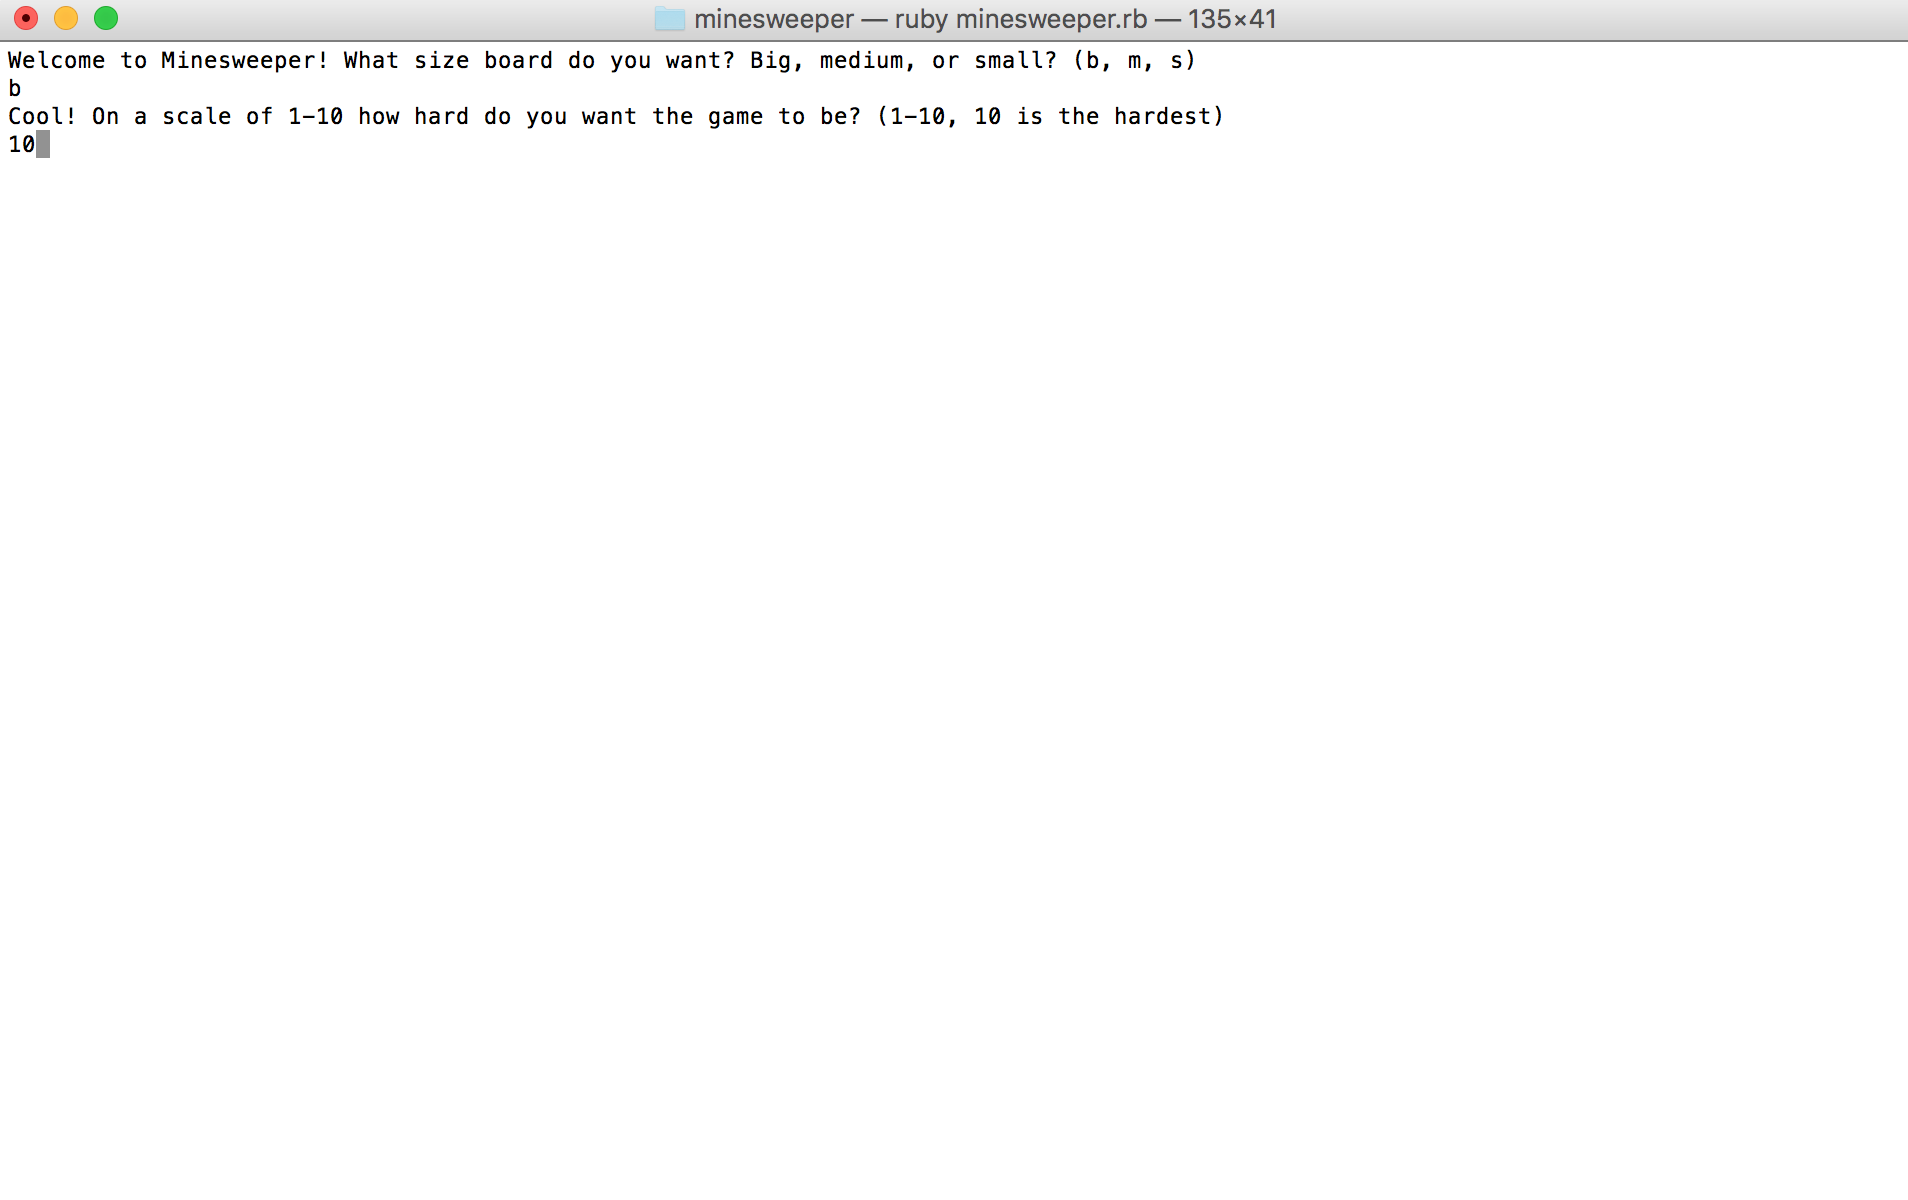 minesweeper — ruby minesweeper.rb — 135×41
Welcome to Minesweeper! What size board do you want? Big, medium, or small? (b, m, s)
b
Cool! On a scale of 1-10 how hard do you want the game to be? (1-10, 10 is the hardest)
10